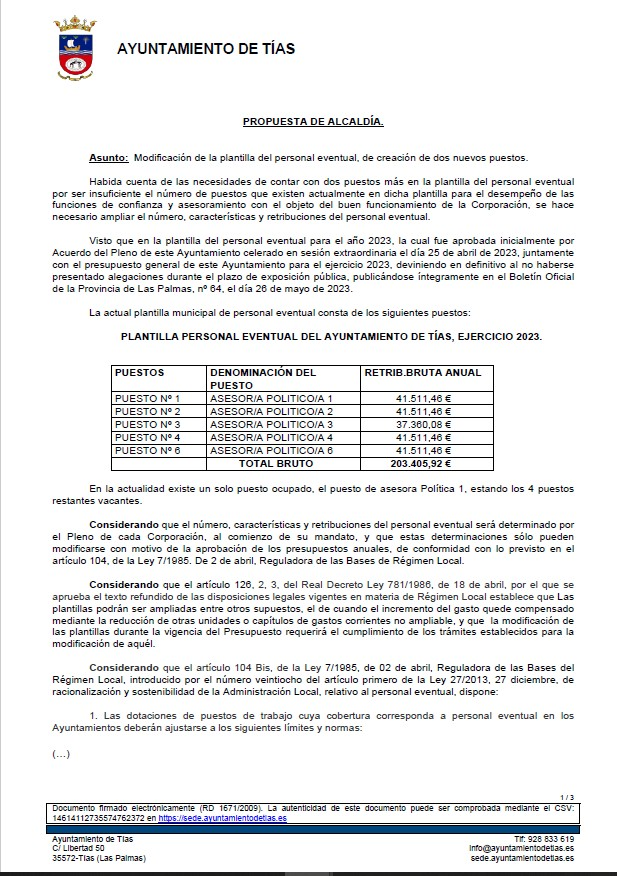 AYUNTAMIENTO DE TÍAS
PROPUESTA DE ALCALDÍA.
Asunto: Modificación de la plantilla del personal eventual, de creación de dos nuevos puestos.
Habida cuenta de las necesidades de contar con dos puestos más en la plantilla del personal eventual
por ser insuficiente el número de puestos que existen actualmente en dicha plantilla para el desempeño de las
funciones de confianza y asesoramiento con el objeto del buen funcionamiento de la Corporación, se hace
necesario ampliar el número, características y retribuciones del personal eventual.
Visto que en la plantilla del personal eventual para el año 2023, la cual fue aprobada inicialmente por
Acuerdo del Pleno de este Ayuntamiento celerado en sesión extraordinaria el día 25 de abril de 2023, juntamente
con el presupuesto general de este Ayuntamiento para el ejercicio 2023, deviniendo en definitivo al no haberse
presentado alegaciones durante el plazo de exposición pública, publicándose íntegramente en el Boletín Oficial
de la Provincia de Las Palmas, nº 64, el día 26 de mayo de 2023.
La actual plantilla municipal de personal eventual consta de los siguientes puestos:
PLANTILLA PERSONAL EVENTUAL DEL AYUNTAMIENTO DE TÍAS, EJERCICIO 2023.
PUESTOS DENOMINACIÓN DEL PUESTO RETRIB.BRUTA ANUAL
PUESTO Nº 1 ASESOR/A POLITICO/A 1 41.511,46 €
PUESTO Nº 2 ASESOR/A POLITICO/A 2 41.511,46 €
PUESTO Nº 3 ASESOR/A POLITICO/A 3 37.360,08 €
PUESTO Nº 4 ASESOR/A POLITICO/A 4 41.511,46 €
PUESTO Nº 6 ASESOR/A POLITICO/A 6 41.511,46 €
TOTAL BRUTO 203.405,92 €
En la actualidad existe un solo puesto ocupado, el puesto de asesora Política 1, estando los 4 puestos
restantes vacantes.
Considerando que el número, características y retribuciones del personal eventual será determinado por
el Pleno de cada Corporación, al comienzo de su mandato, y que estas determinaciones sólo pueden
modificarse con motivo de la aprobación de los presupuestos anuales, de conformidad con lo previsto en el
artículo 104, de la Ley 7/1985. De 2 de abril, Reguladora de las Bases de Régimen Local.
Considerando que el artículo 126, 2, 3, del Real Decreto Ley 781/1986, de 18 de abril, por el que se
aprueba el texto refundido de las disposiciones legales vigentes en materia de Régimen Local establece que Las
plantillas podrán ser ampliadas entre otros supuestos, el de cuando el incremento del gasto quede compensado
mediante la reducción de otras unidades o capítulos de gastos corrientes no ampliable, y que la modificación de
las plantillas durante la vigencia del Presupuesto requerirá el cumplimiento de los trámites establecidos para la
modificación de aquél.
Considerando que el artículo 104 Bis, de la Ley 7/1985, de 02 de abril, Reguladora de las Bases del
Régimen Local, introducido por el número veintiocho del artículo primero de la Ley 27/2013, 27 diciembre, de
racionalización y sostenibilidad de la Administración Local, relativo al personal eventual, dispone:
1. Las dotaciones de puestos de trabajo cuya cobertura corresponda a personal eventual en los
Ayuntamientos deberán ajustarse a los siguientes límites y normas:
(…)
1 / 3
Documento firmado electrónicamente (RD 1671/2009). La autenticidad de este documento puede ser comprobada mediante el CSV:
14614112735574762372 en https://sede.ayuntamientodetias.es
Ayuntamiento de Tías Tlf: 928 833 619
C/ Libertad 50 info@ayuntamientodetias.es
35572-Tías (Las Palmas) sede.ayuntamientodetias.es